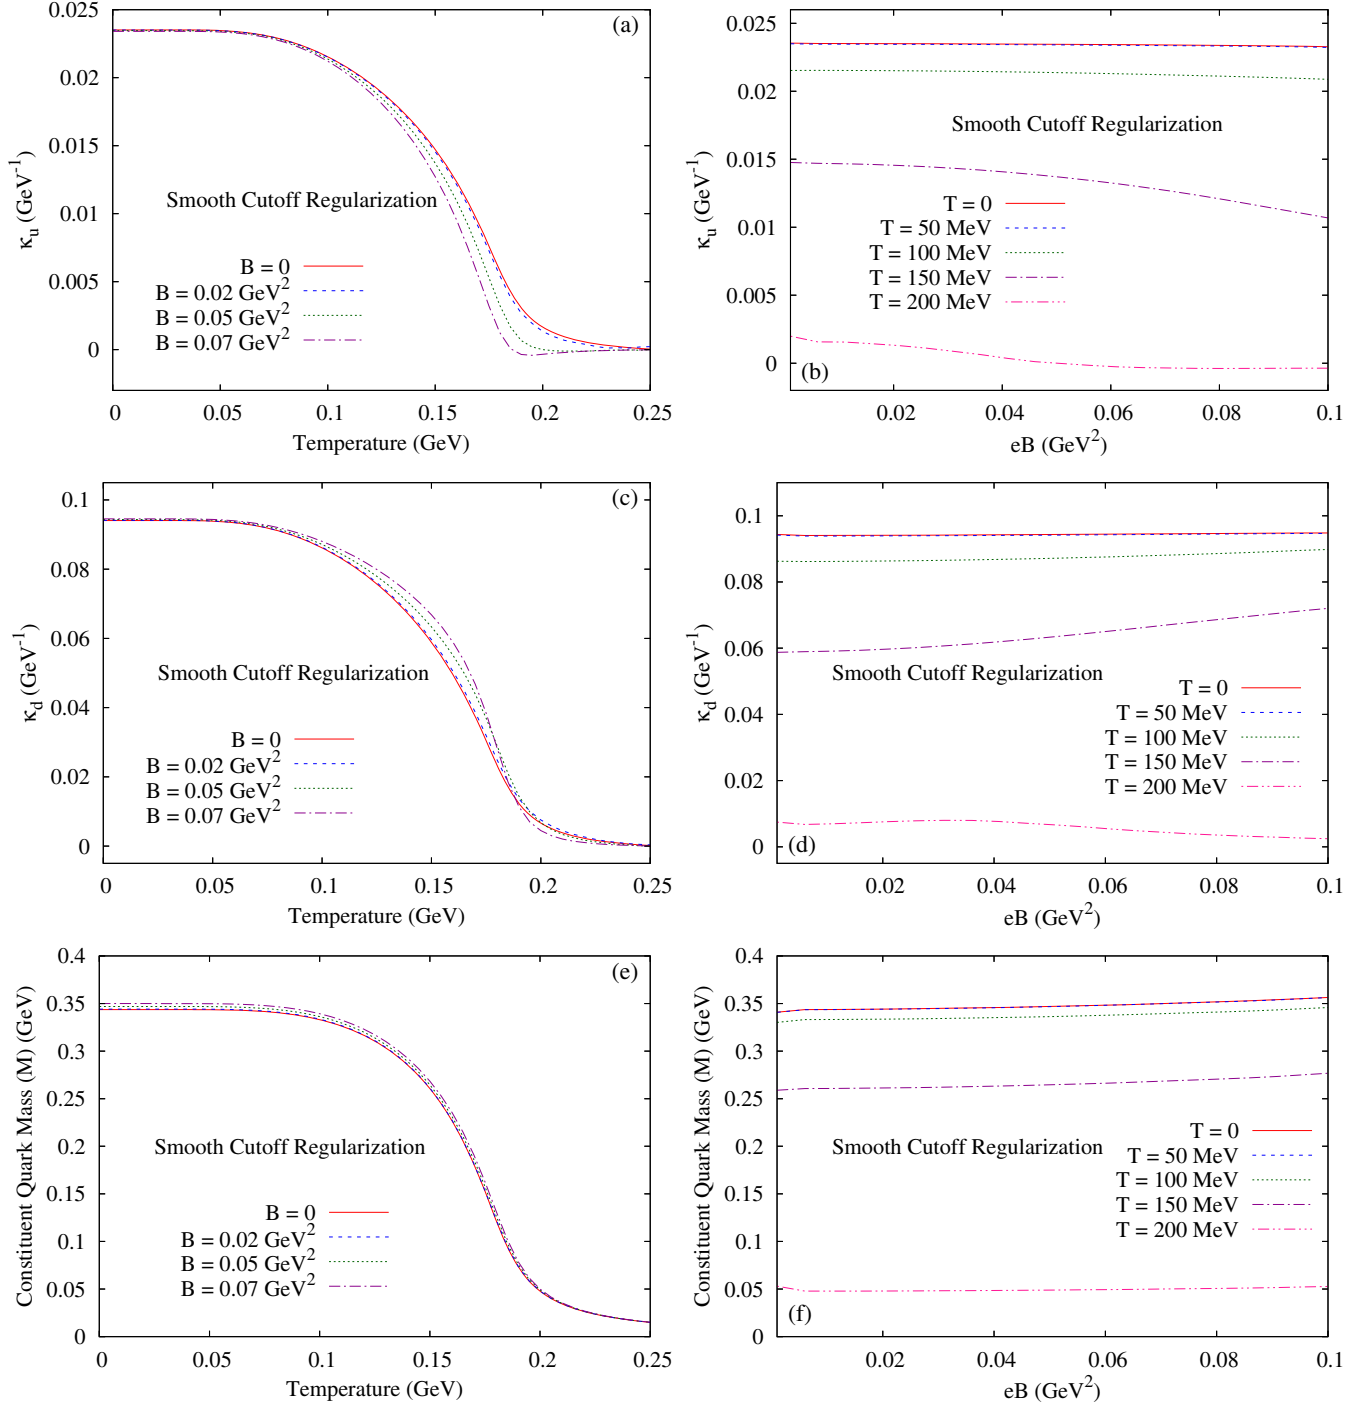 0.025
0.02
0.015
0.01
0.005
0
κu (GeV-1)
(a)
Smooth Cutoff Regularization
B = 0
B = 0.02 GeV2
B = 0.05 GeV2
B = 0.07 GeV2
0 0.05 0.1 0.15 0.2 0.25
Temperature (GeV)
0.025
0.02
0.015
0.01
0.005
0
κu (GeV-1)
Smooth Cutoff Regularization
T = 0
T = 50 MeV
T = 100 MeV
T = 150 MeV
T = 200 MeV
(b)
0.02 0.04 0.06 0.08 0.1
eB (GeV2)
0.1
0.08
0.06
0.04
0.02
0
κd (GeV-1)
(c)
Smooth Cutoff Regularization
B = 0
B = 0.02 GeV2
B = 0.05 GeV2
B = 0.07 GeV2
0 0.05 0.1 0.15 0.2 0.25
Temperature (GeV)
0.1
0.08
0.06
0.04
0.02
0
κd (GeV-1)
Smooth Cutoff Regularization
T = 0
T = 50 MeV
T = 100 MeV
T = 150 MeV
T = 200 MeV
(d)
0.02 0.04 0.06 0.08 0.1
eB (GeV2)
0.4
0.35
0.3
0.25
0.2
0.15
0.1
0.05
0
Constituent Quark Mass (M) (GeV)
(e)
Smooth Cutoff Regularization
B = 0
B = 0.02 GeV2
B = 0.05 GeV2
B = 0.07 GeV2
0 0.05 0.1 0.15 0.2 0.25
Temperature (GeV)
0.4
0.35
0.3
0.25
0.2
0.15
0.1
0.05
0
Constituent Quark Mass (M) (GeV)
Smooth Cutoff Regularization
T = 0
T = 50 MeV
T = 100 MeV
T = 150 MeV
T = 200 MeV
(f)
0.02 0.04 0.06 0.08 0.1
eB (GeV2)